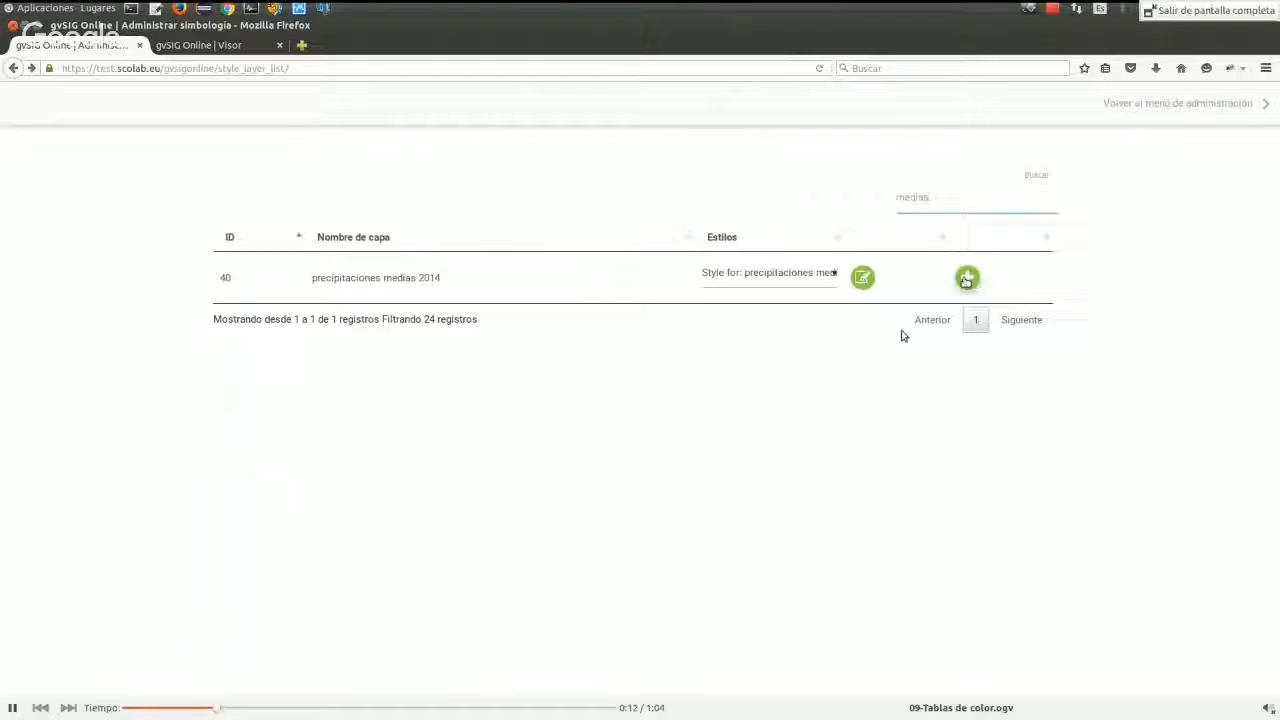 Aplicaciones Lugares
Es
Salir de pantalla completa
gvSIG Online | Administrar simbología - Mozilla Firefox
Google
gvSIG Online | Administ...
gvSIG Online | Visor
https://test.scolab.eu/gvsigonline/style_layer_list/
Buscar
Volver al menú de administración
Buscar
medias
ID
Nombre de capa
Estilos
40
precipitaciones medias 2014
Style for: precipitaciones med
Mostrando desde 1 a 1 de 1 registros Filtrando 24 registros
Anterior
1
Siguiente
Tiempo:
0:12 / 1:04
09-Tablas de color.ogv